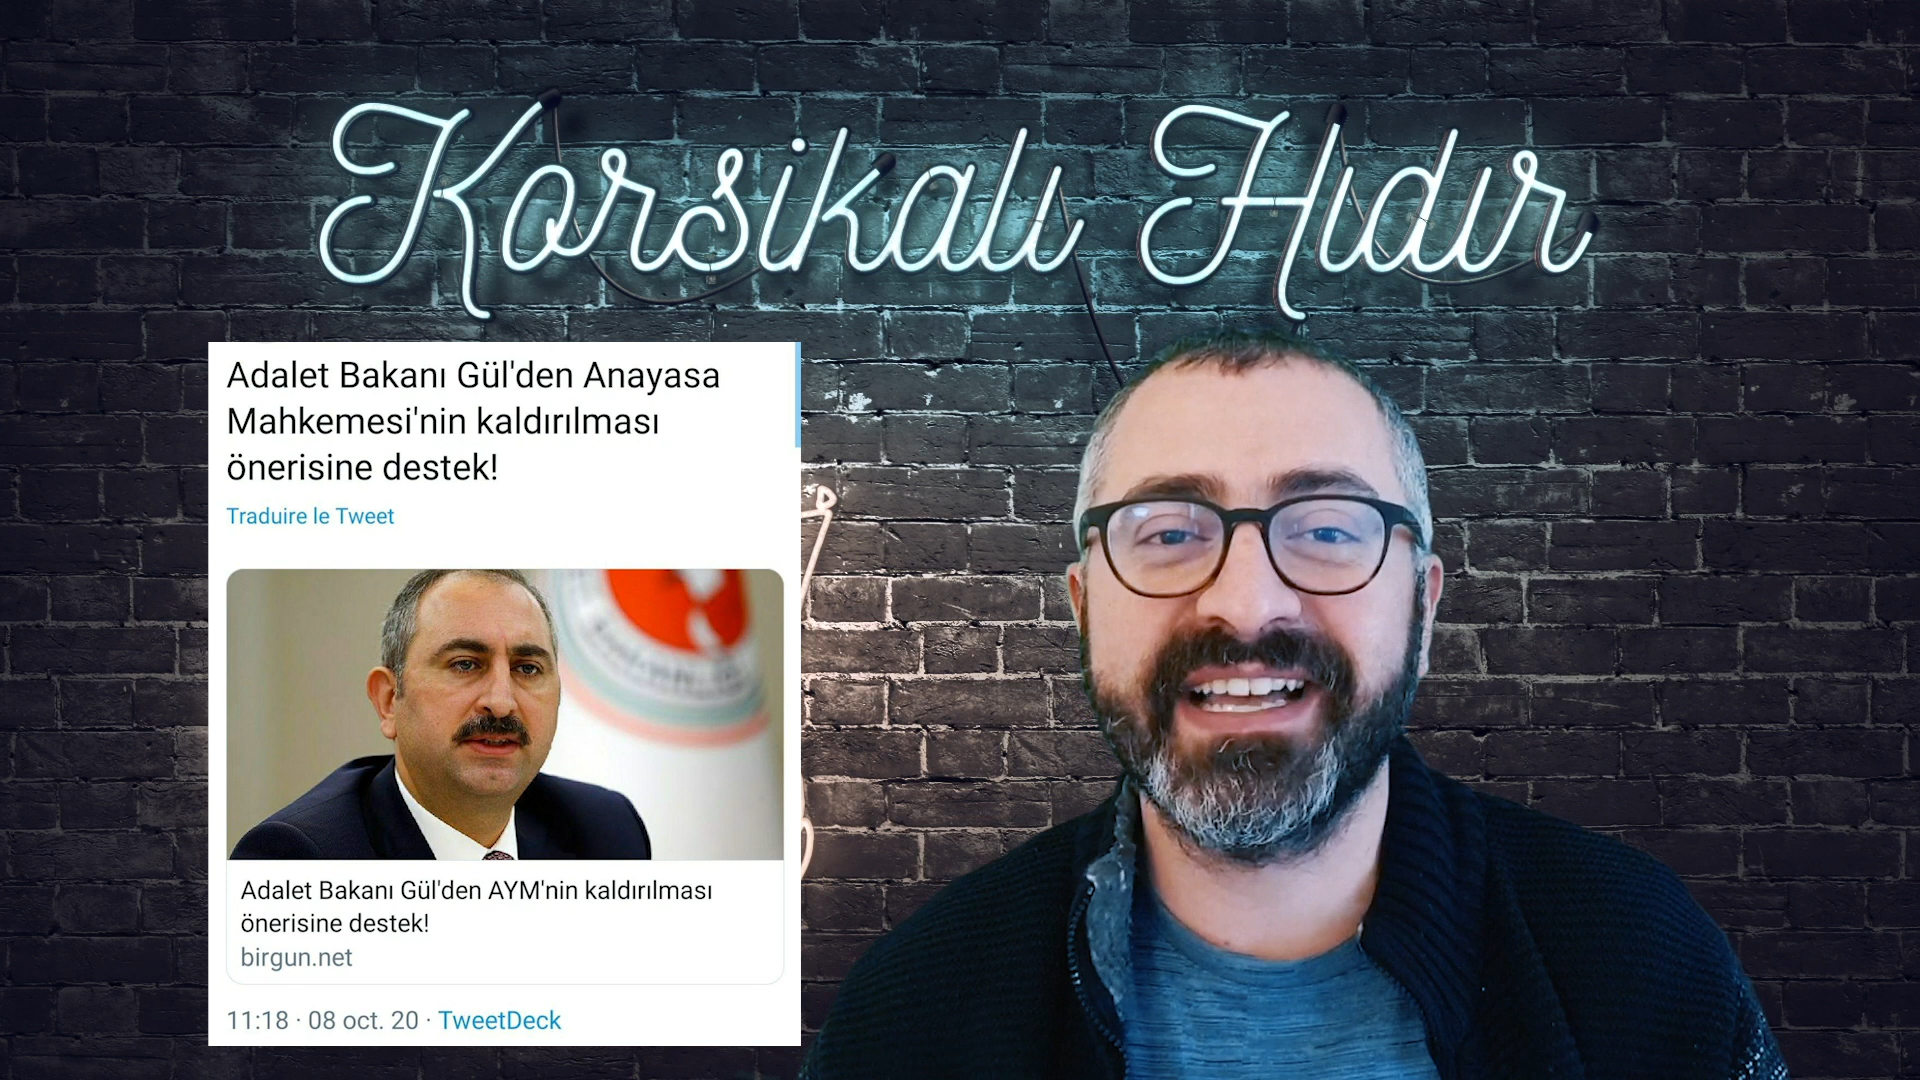 Korsikalı Hıdır
Adalet Bakanı Gül'den Anayasa
Mahkemesi'nin kaldırılması
önerisine destek!
Traduire le Tweet
Adalet Bakanı Gül'den AYM'nin kaldırılması
önerisine destek!
birgun.net
11:18 · 08 oct. 20 · TweetDeck